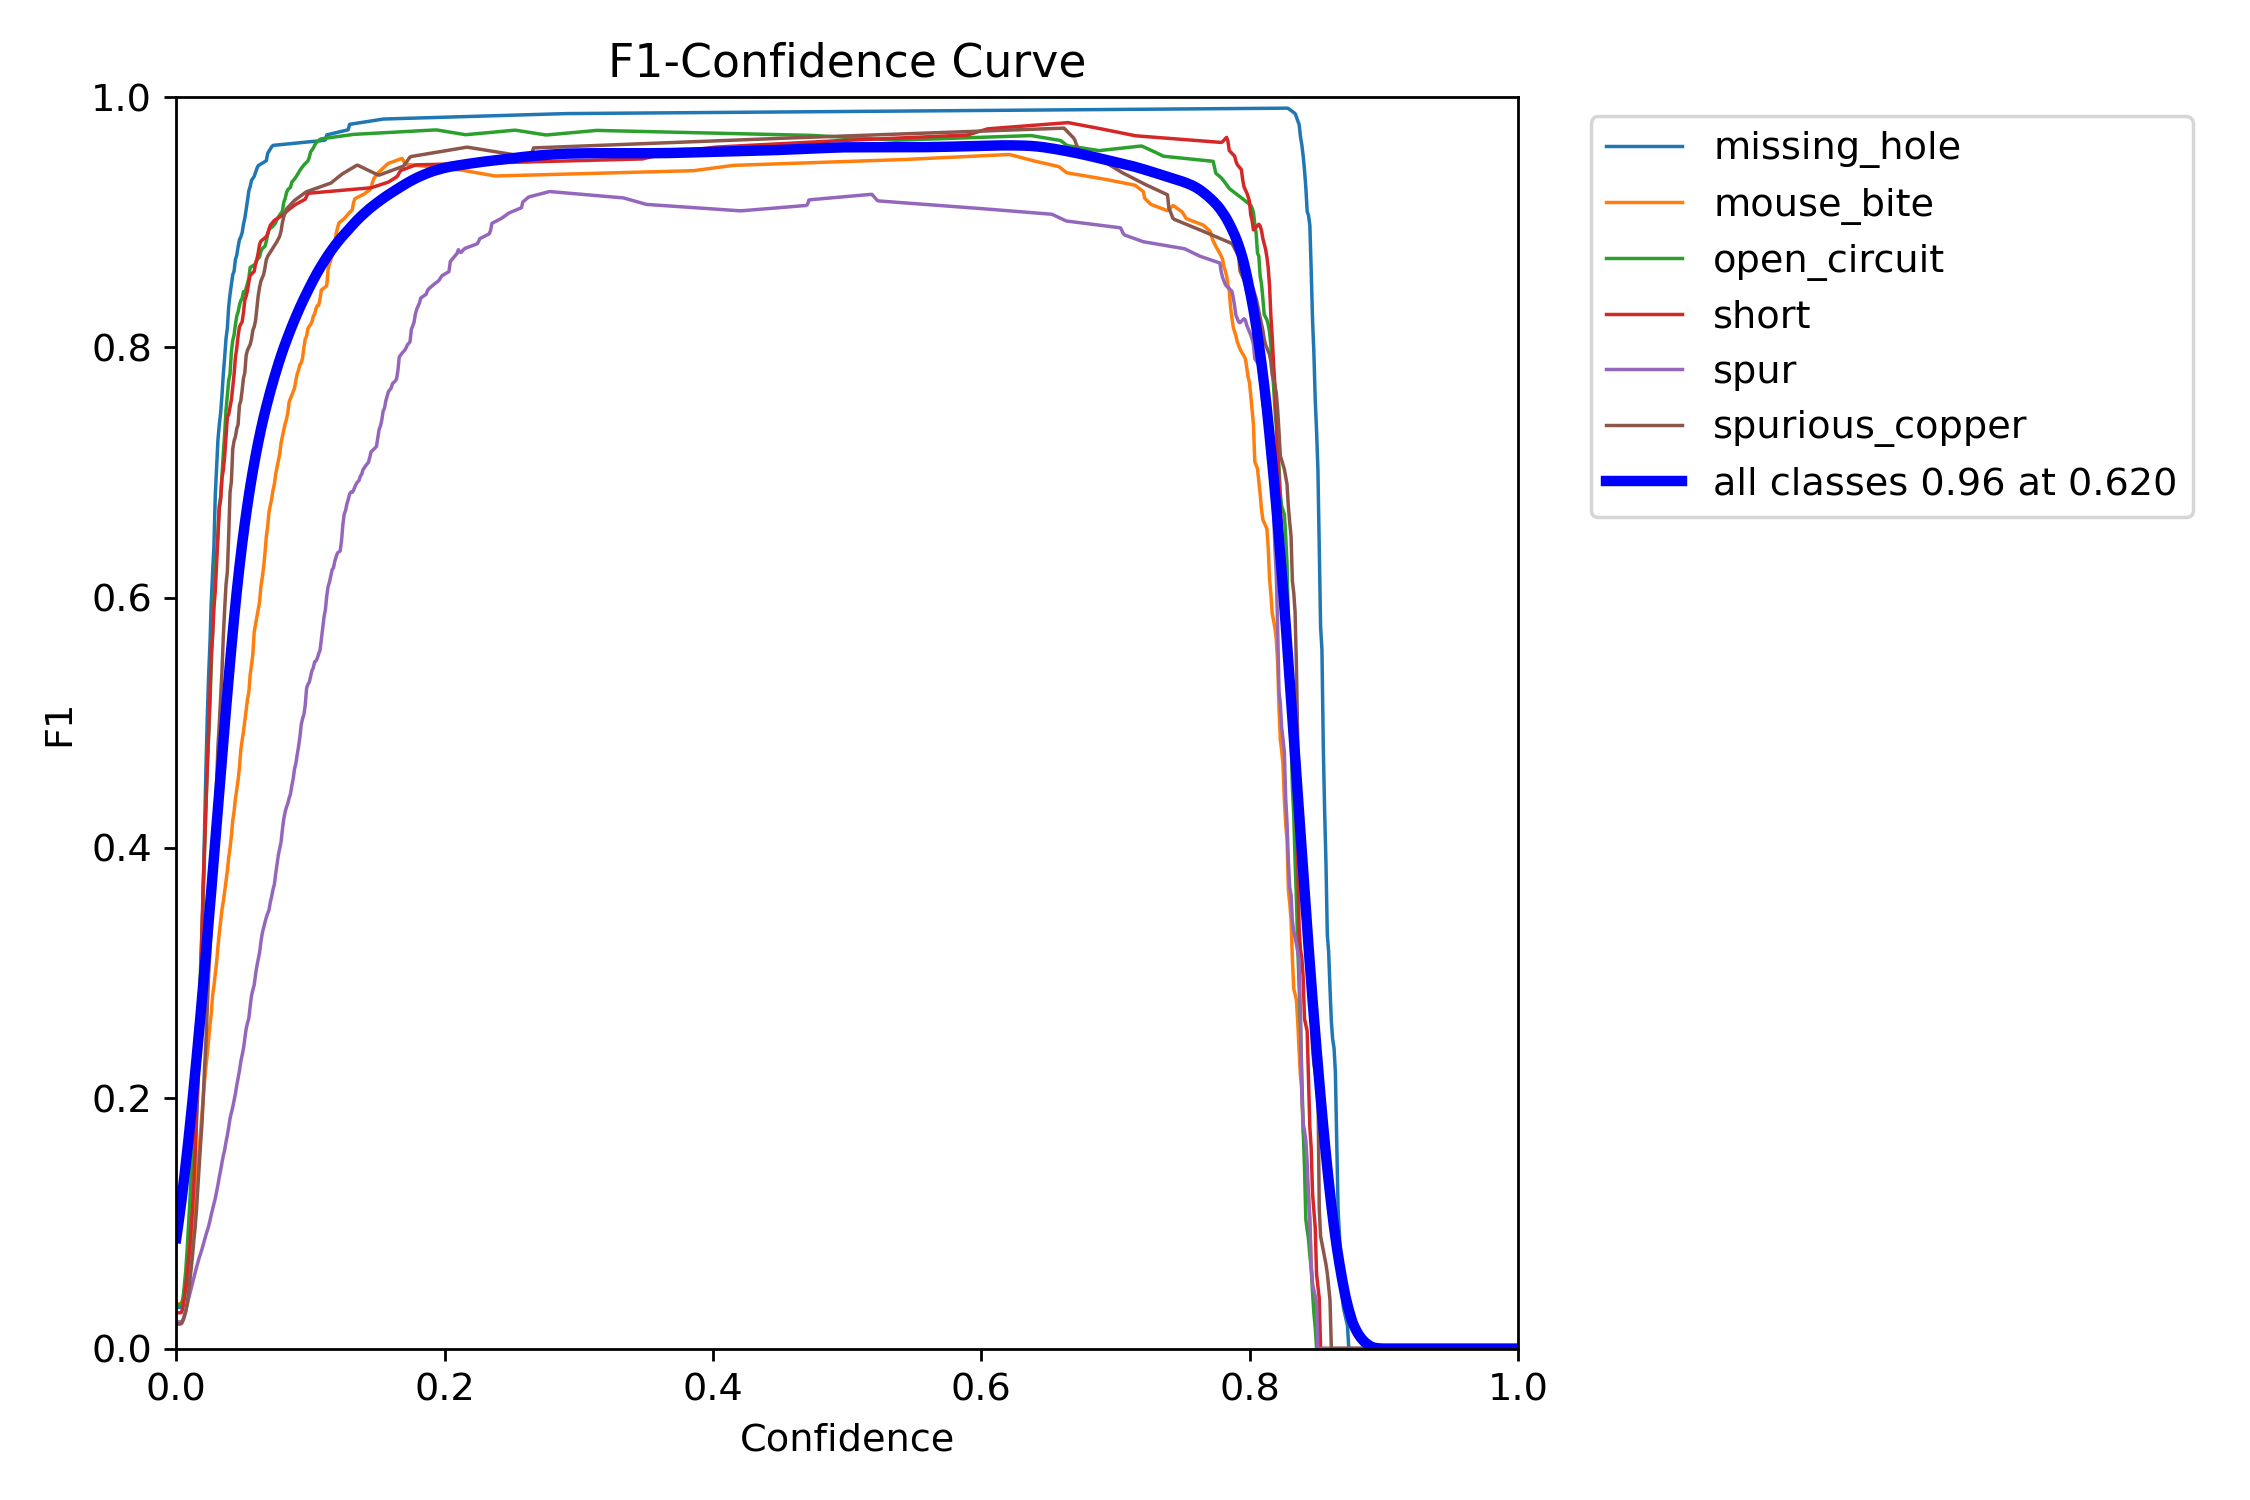 F1-Confidence Curve
1.0
0.8
0.6
0.4
0.2
0.0
F1
0.0 0.2 0.4 0.6 0.8 1.0
Confidence
missing_hole
mouse_bite
open_circuit
short
spur
spurious_copper
all classes 0.96 at 0.620